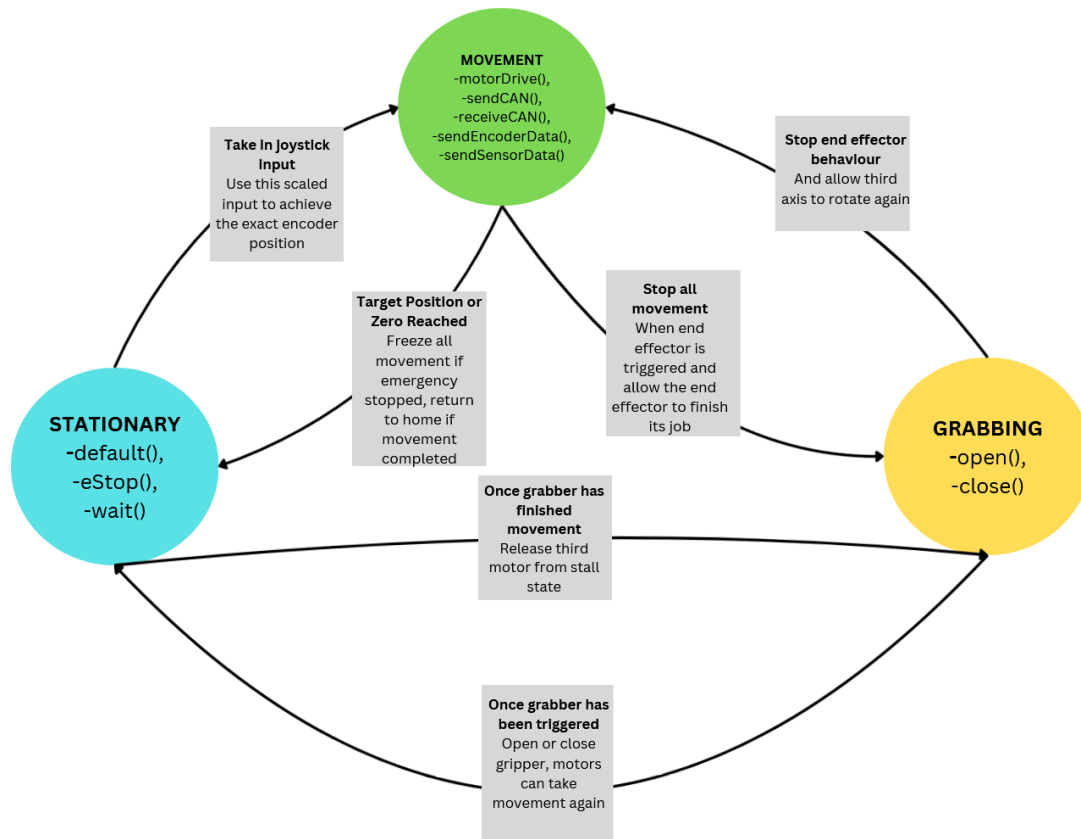 MOVEMENT
-motorDrive(),
-sendCAN(),
-receiveCAN(),
-sendEncoderData(),
-sendSensorData()
Take in joystick
input
Use this scaled
input to achieve
the exact encoder
position
Stop end effector
behaviour
And allow third
axis to rotate again
Target Position or
Zero Reached
Freeze all
movement if
emergency
stopped, return
to home if
movement
completed
Stop all
movement
When end
effector is
triggered and
allow the end
effector to finish
its job
STATIONARY
-default(),
-eStop(),
-wait()
GRABBING
-open(),
-close()
Once grabber has
finished
movement
Release third
motor from stall
state
Once grabber has
been triggered
Open or close
gripper, motors
can take
movement again